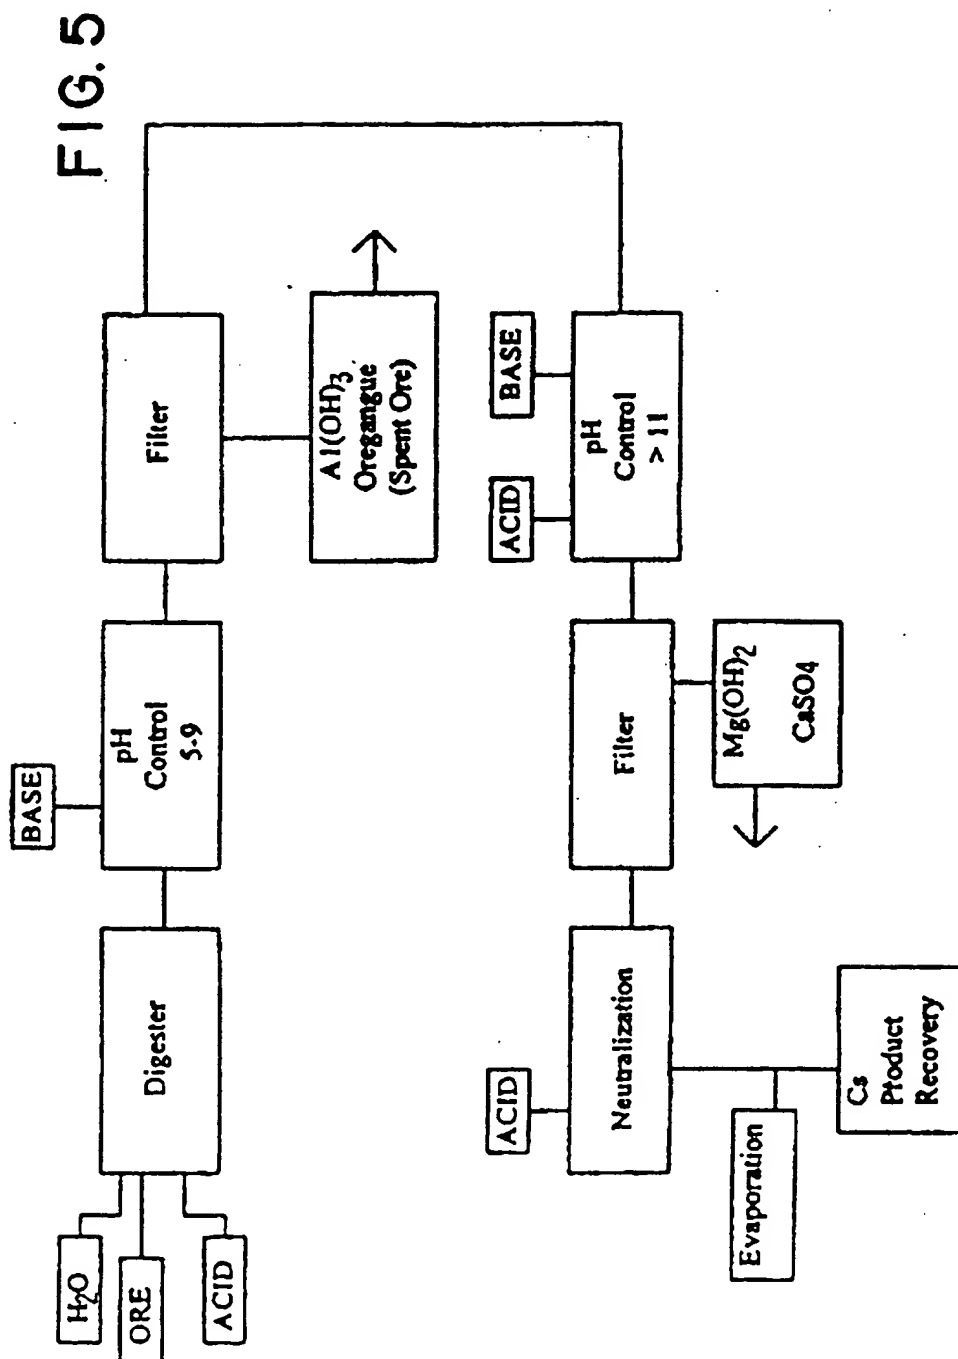 FIG. 5
H₂O
ORE
ACID
Digester
BASE
pH
Control
5-9
Filter
Al(OH)₃
Oregangue
(Spent Ore)
ACID
BASE
pH
Control
> 11
Filter
Mg(OH)₂
CaSO4
ACID
Neutralization
Evaporation
Cs
Ptoduct
Recovery